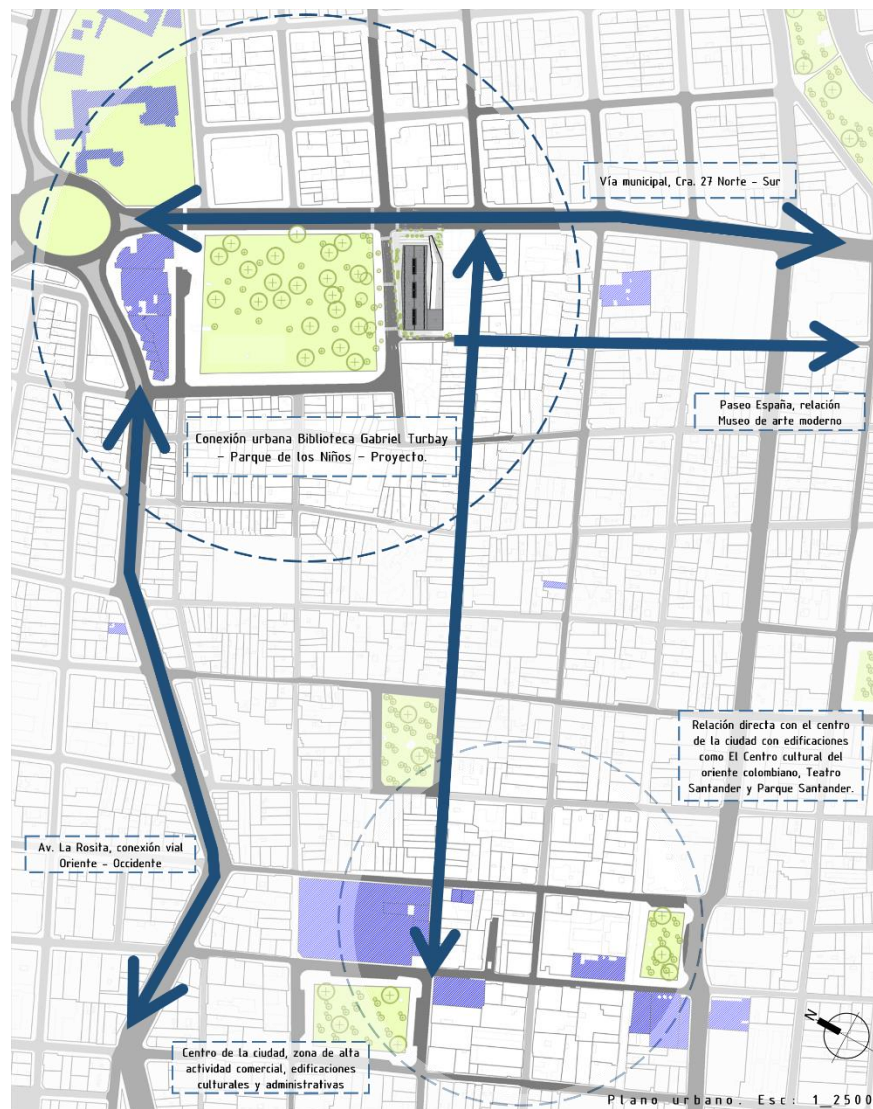 Vía municipal, Cra. 27 Norte - Sur
Paseo España, relación
Museo de arte moderno
Conexión urbana Biblioteca Gabriel Turbay
- Parque de los Niños - Proyecto.
Relación directa con el centro
de la ciudad con edificaciones
como El Centro cultural del
oriente colombiano, Teatro
Santander y Parque Santander.
Av. La Rosita, conexión vial
Oriente - Occidente
Centro de la ciudad, zona de alta
actividad comercial, edificaciones
culturales y administrativas
N
Plano urbano. Esc: 1_2500